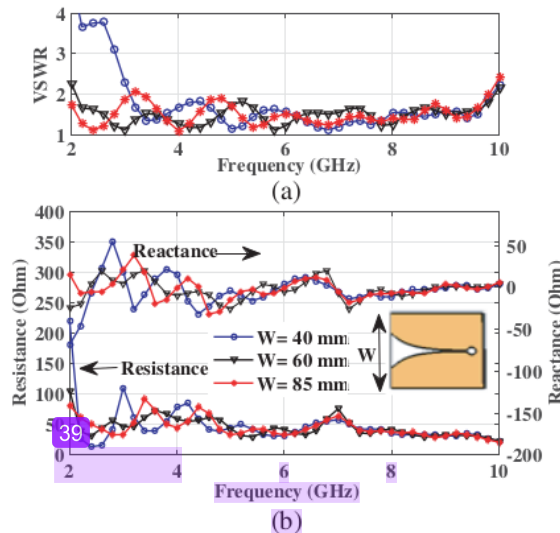 4
3
2
1
VSWR
2 4 6 8 10
Frequency (GHz)
(a)
400
350
300
250
200
150
100
50
0
Resistance (Ohm)
50
0
-50
-100
-150
-200
Reactance (Ohm)
Reactance
Resistance
W= 40 mm
W= 60 mm
W= 85 mm
W
39
2 4 6 8 10
Frequency (GHz)
(b)